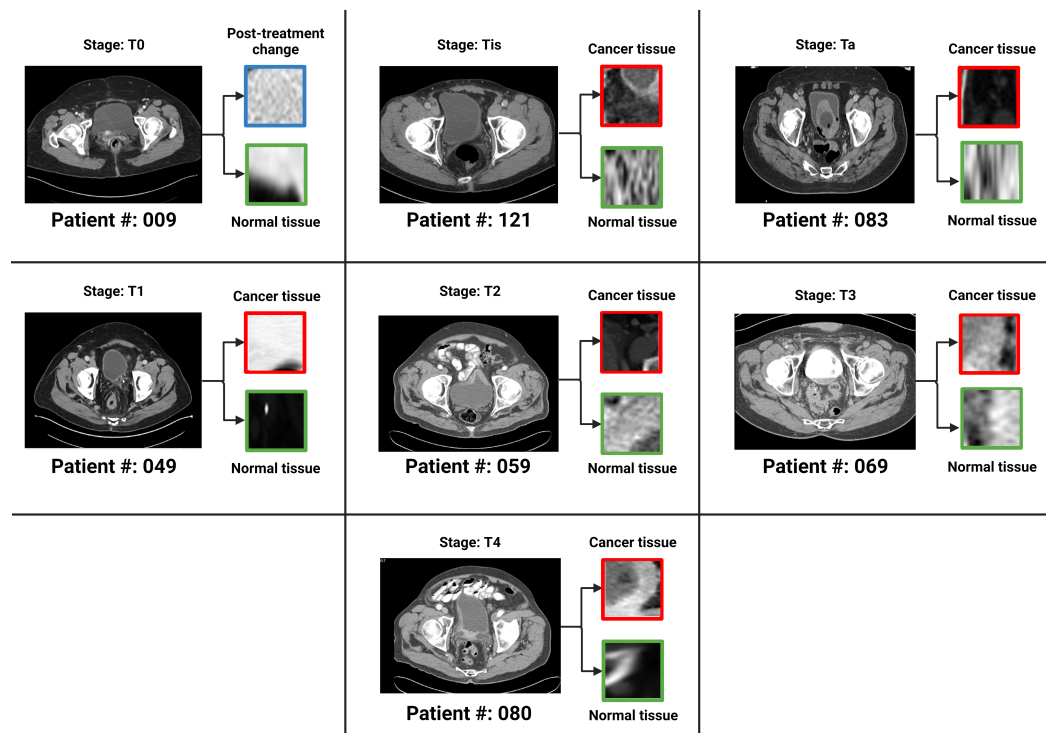 Stage: T0
Post-treatment
change
Normal tissue
Patient #: 009
Stage: Tis
Cancer tissue
Normal tissue
Patient #: 121
Stage: Ta
Cancer tissue
Normal tissue
Patient #: 083
Stage: T1
Cancer tissue
Normal tissue
Patient #: 049
Stage: T2
Cancer tissue
Normal tissue
Patient #: 059
Stage: T3
Cancer tissue
Normal tissue
Patient #: 069
Stage: T4
Cancer tissue
Normal tissue
Patient #: 080